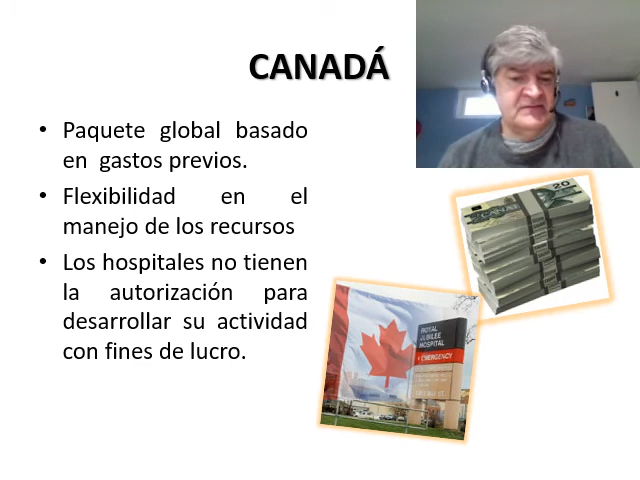 CANADÁ
• Paquete global basado
en gastos previos.
• Flexibilidad en el
manejo de los recursos
• Los hospitales no tienen
la autorización para
desarrollar su actividad
con fines de lucro.
20
ROYAL
JUBILEE
HOSPITAL
EMERGENCY